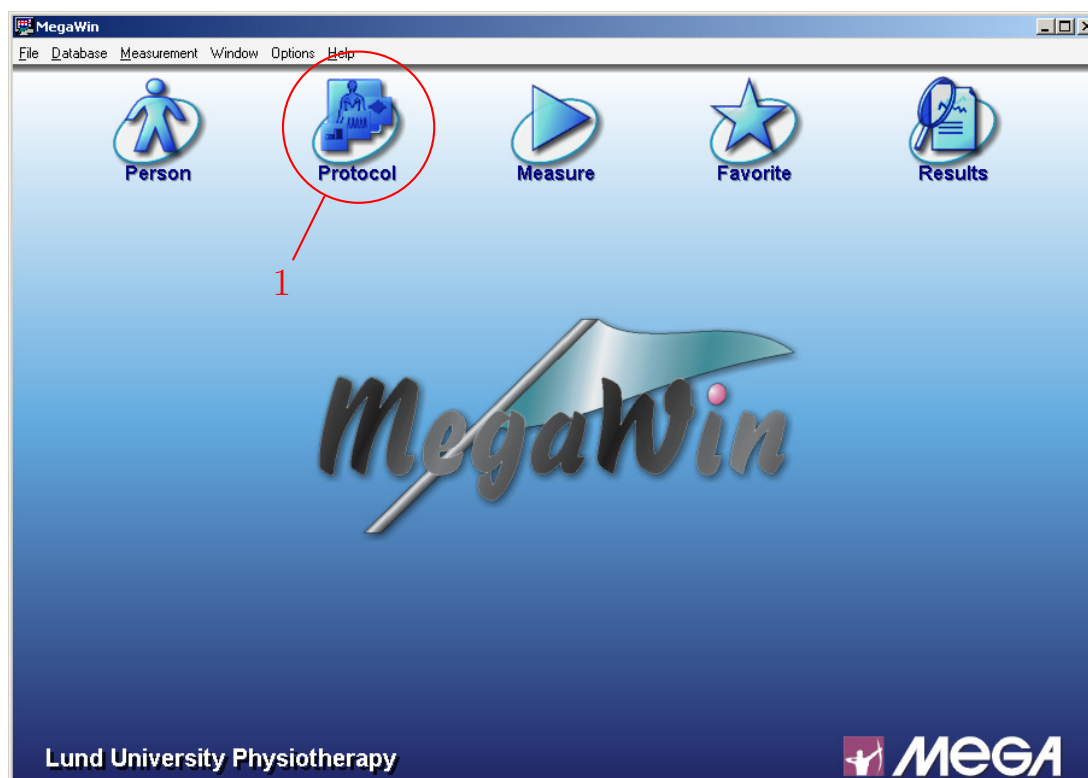 MegaWin
File Database Measurement Window Options Help
Person Protocol Measure Favorite Results
1
MegaWin
Lund University Physiotherapy
MEGA